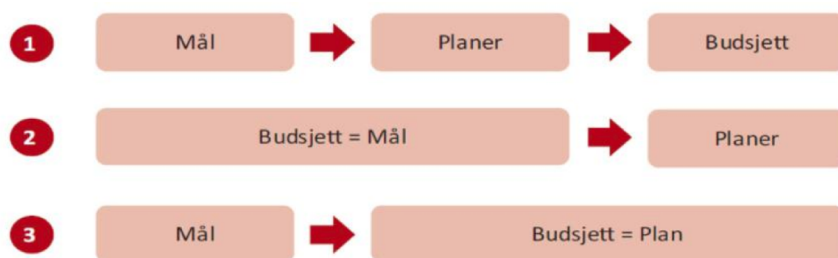 1 Mål Planer Budsjett
2 Budsjett = Mål Planer
3 Mål Budsjett = Plan